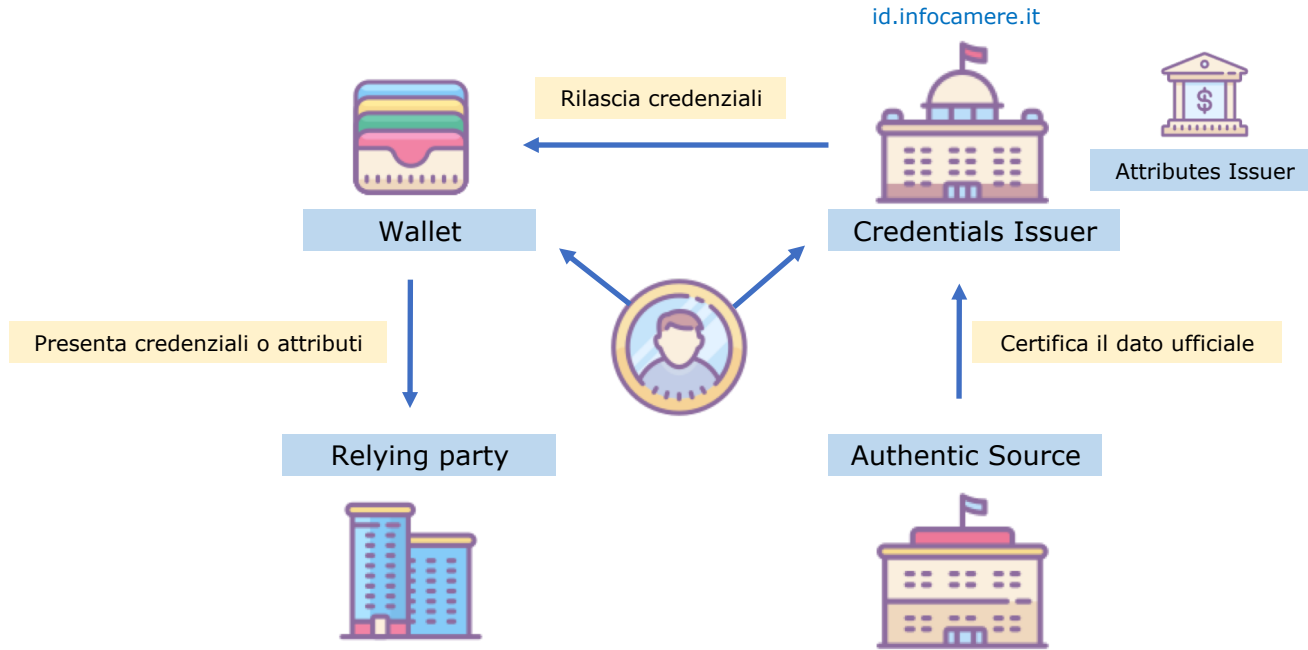 id.infocamere.it
Rilascia credenziali
Attributes Issuer
Wallet
Credentials Issuer
Presenta credenziali o attributi
Certifica il dato ufficiale
Relying party
Authentic Source
$